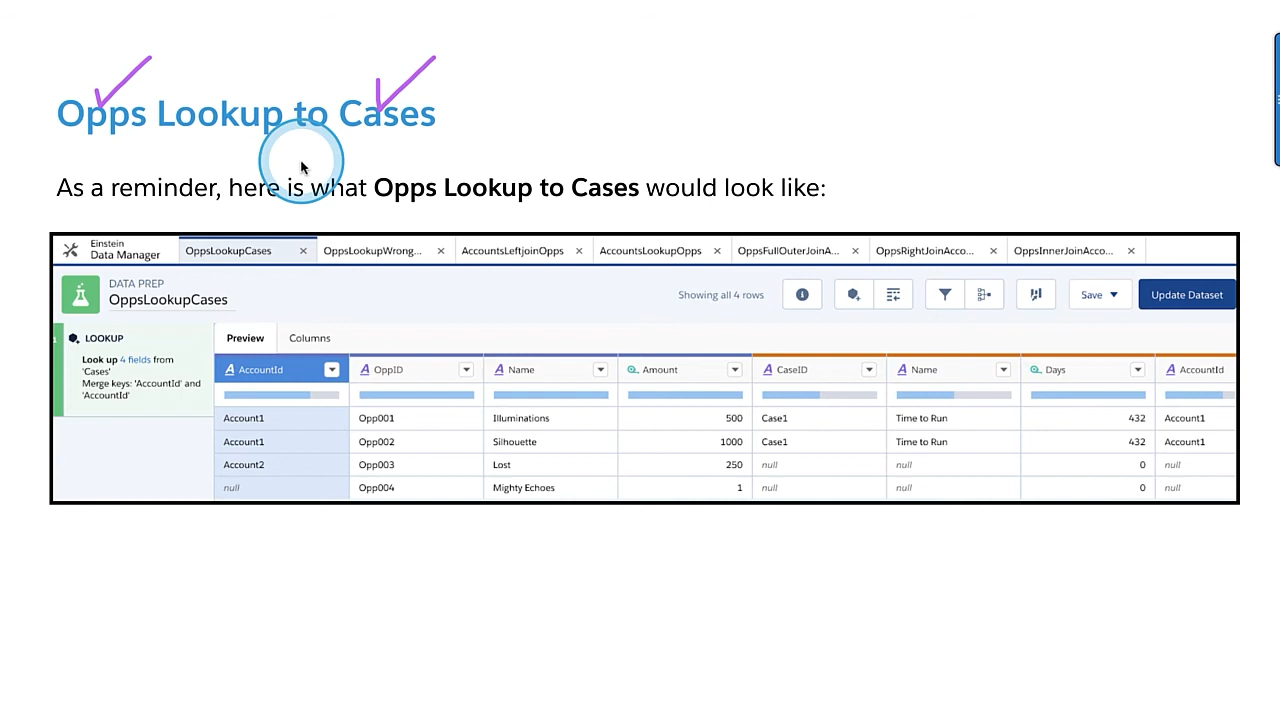 Opps Lookup to Cases
As a reminder, here is what Opps Lookup to Cases would look like:
Einstein
Data Manager
OppsLookupCases
OppsLookupWrong...
AccountsLeftjoinOpps
AccountsLookupOpps
OppsFullOuterJoinA...
OppsRightJoinAcco...
OppsInnerJoinAcco...
DATA PREP
OppsLookupCases
Showing all 4 rows
Save
Update Dataset
LOOKUP
Look up 4 fields from
'Cases'
Merge keys: 'AccountId' and
'AccountId'
Preview Columns
AccountId OppID Name Amount CaseID Name Days AccountId
Account1 Opp001 Illuminations 500 Case1 Time to Run 432 Account1
Account1 Opp002 Silhouette 1000 Case1 Time to Run 432 Account1
Account2 Opp003 Lost 250 null null 0 null
null Opp004 Mighty Echoes 1 null null 0 null